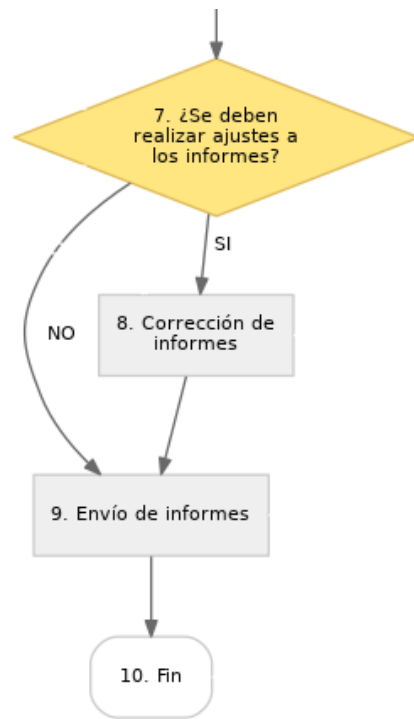 7. ¿Se deben
realizar ajustes a
los informes?
SI
8. Corrección de
informes
NO
9. Envío de informes
10. Fin